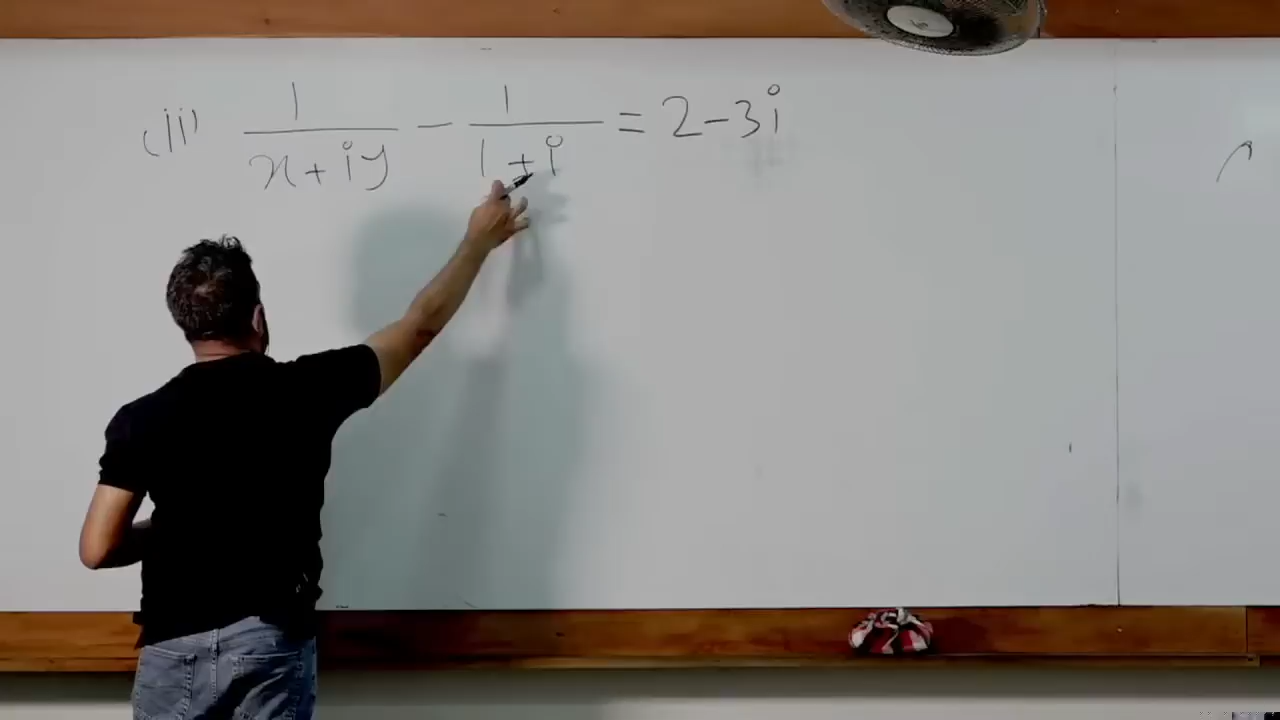 (ii) 1/(x+iy) - 1/(1+i) = 2-3i